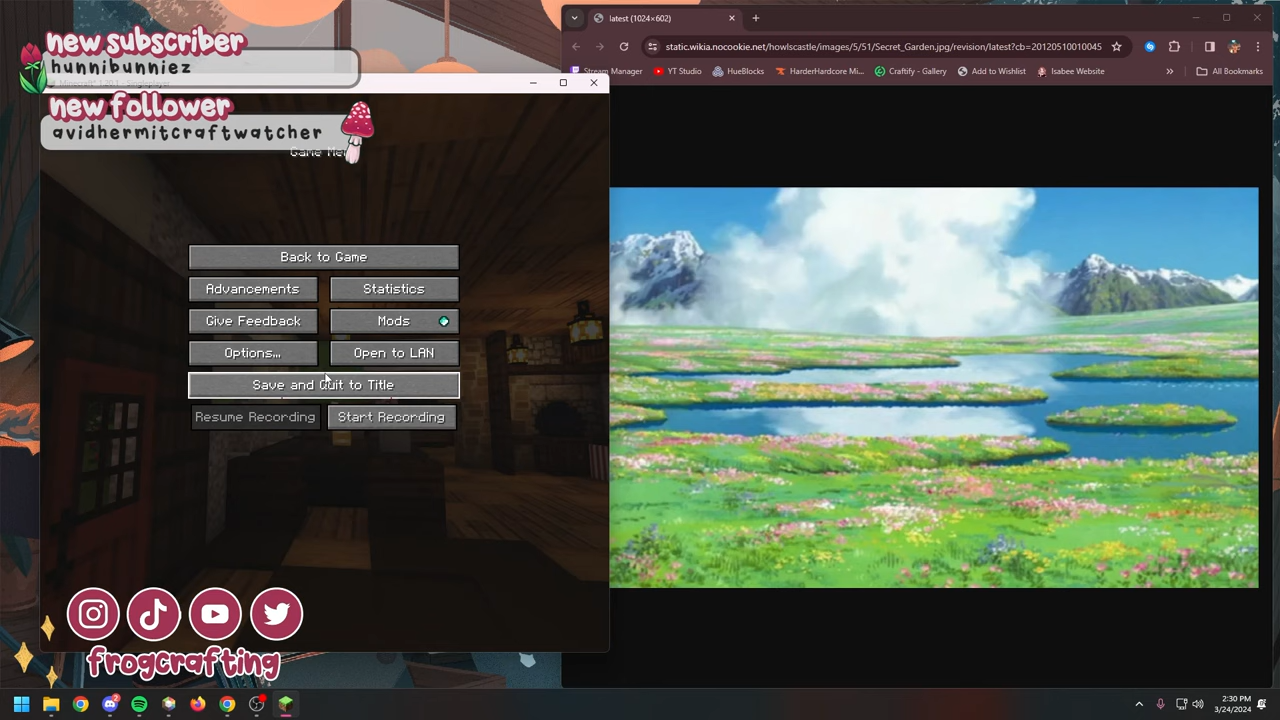 new subscriber
hunnibunniez
new follower
avidhermitcraftwatcher
Game Me
Back to Game
Advancements
Statistics
Give Feedback
Mods
Options...
Open to LAN
Save and Quit to Title
Resume Recording
Start Recording
frogcrafting
latest (1024×602)
static.wikia.nocookie.net/howlscastle/images/5/51/Secret_Garden.jpg/revision/latest?cb=20120510010045
Stream Manager
YT Studio
HueBlocks
HarderHardcore Mi...
Craftify - Gallery
Add to Wishlist
Isabee Website
»
All Bookmarks
2
2:30 PM
3/24/2024